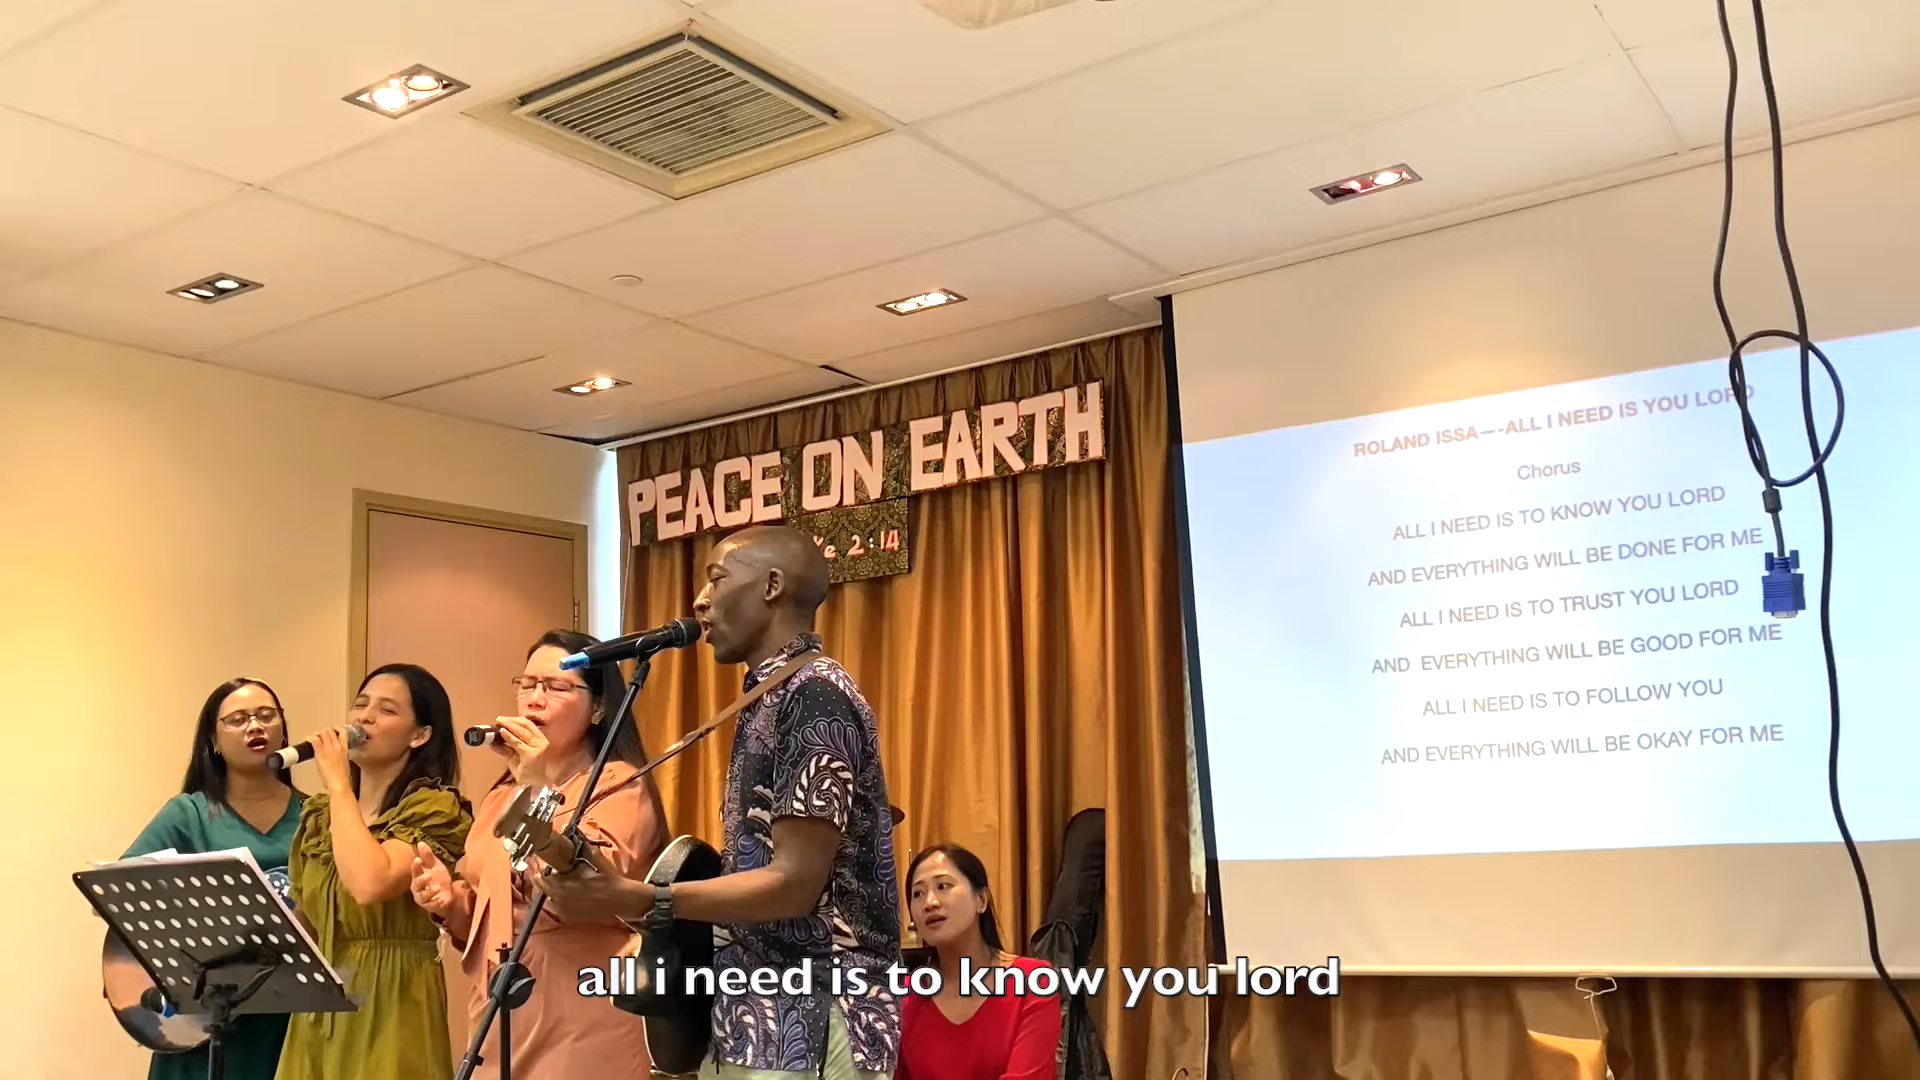 PEACE ON EARTH
ke 2:14
ROLAND ISSA—-ALL I NEED IS YOU LORD
Chorus
ALL I NEED IS TO KNOW YOU LORD
AND EVERYTHING WILL BE DONE FOR ME
ALL I NEED IS TO TRUST YOU LORD
AND EVERYTHING WILL BE GOOD FOR ME
ALL I NEED IS TO FOLLOW YOU
AND EVERYTHING WILL BE OKAY FOR ME
all i need is to know you lord